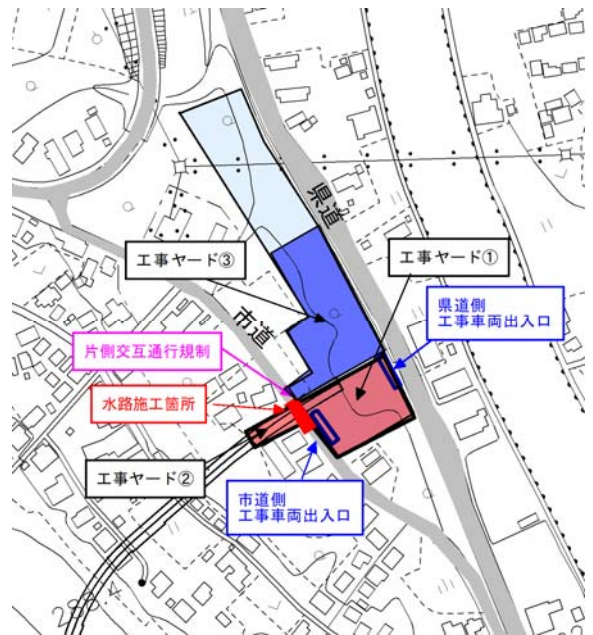 県道
工事ヤード③
工事ヤード①
市道
県道側
工事車両出入口
片側交互通行規制
水路施工箇所
工事ヤード②
市道側
工事車両出入口